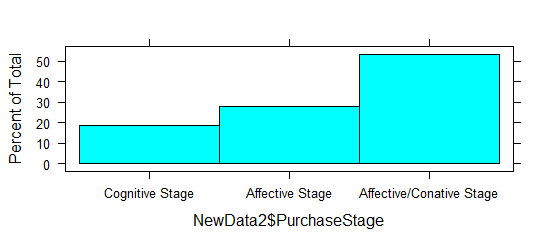 Percent of Total
50
40
30
20
10
0
Cognitive Stage
Affective Stage
Affective/Conative Stage
NewData2$PurchaseStage